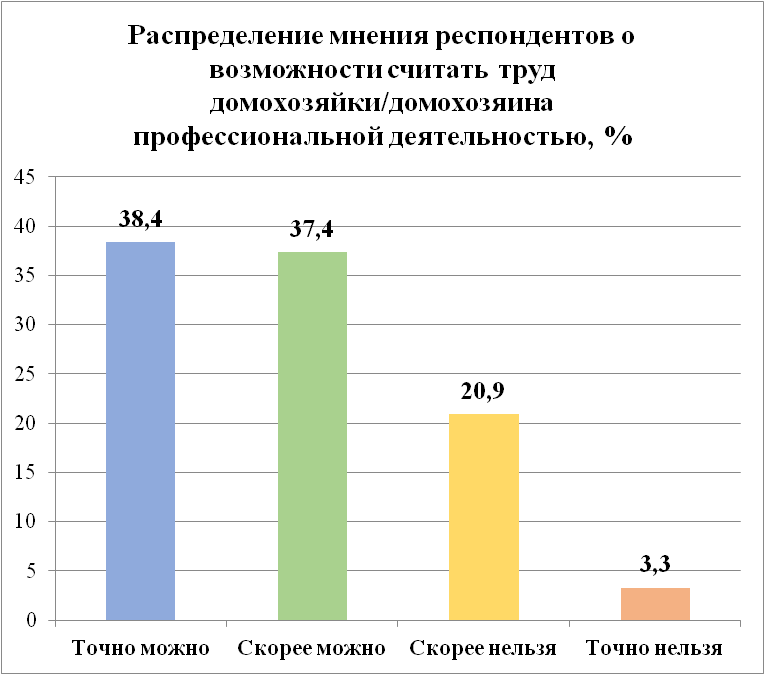 Распределение мнения респондентов о
возможности считать труд
домохозяйки/домохозяина
профессиональной деятельностью, %
45
40
35
30
25
20
15
10
5
0
38,4
37,4
20,9
3,3
Точно можно
Скорее можно
Скорее нельзя
Точно нельзя